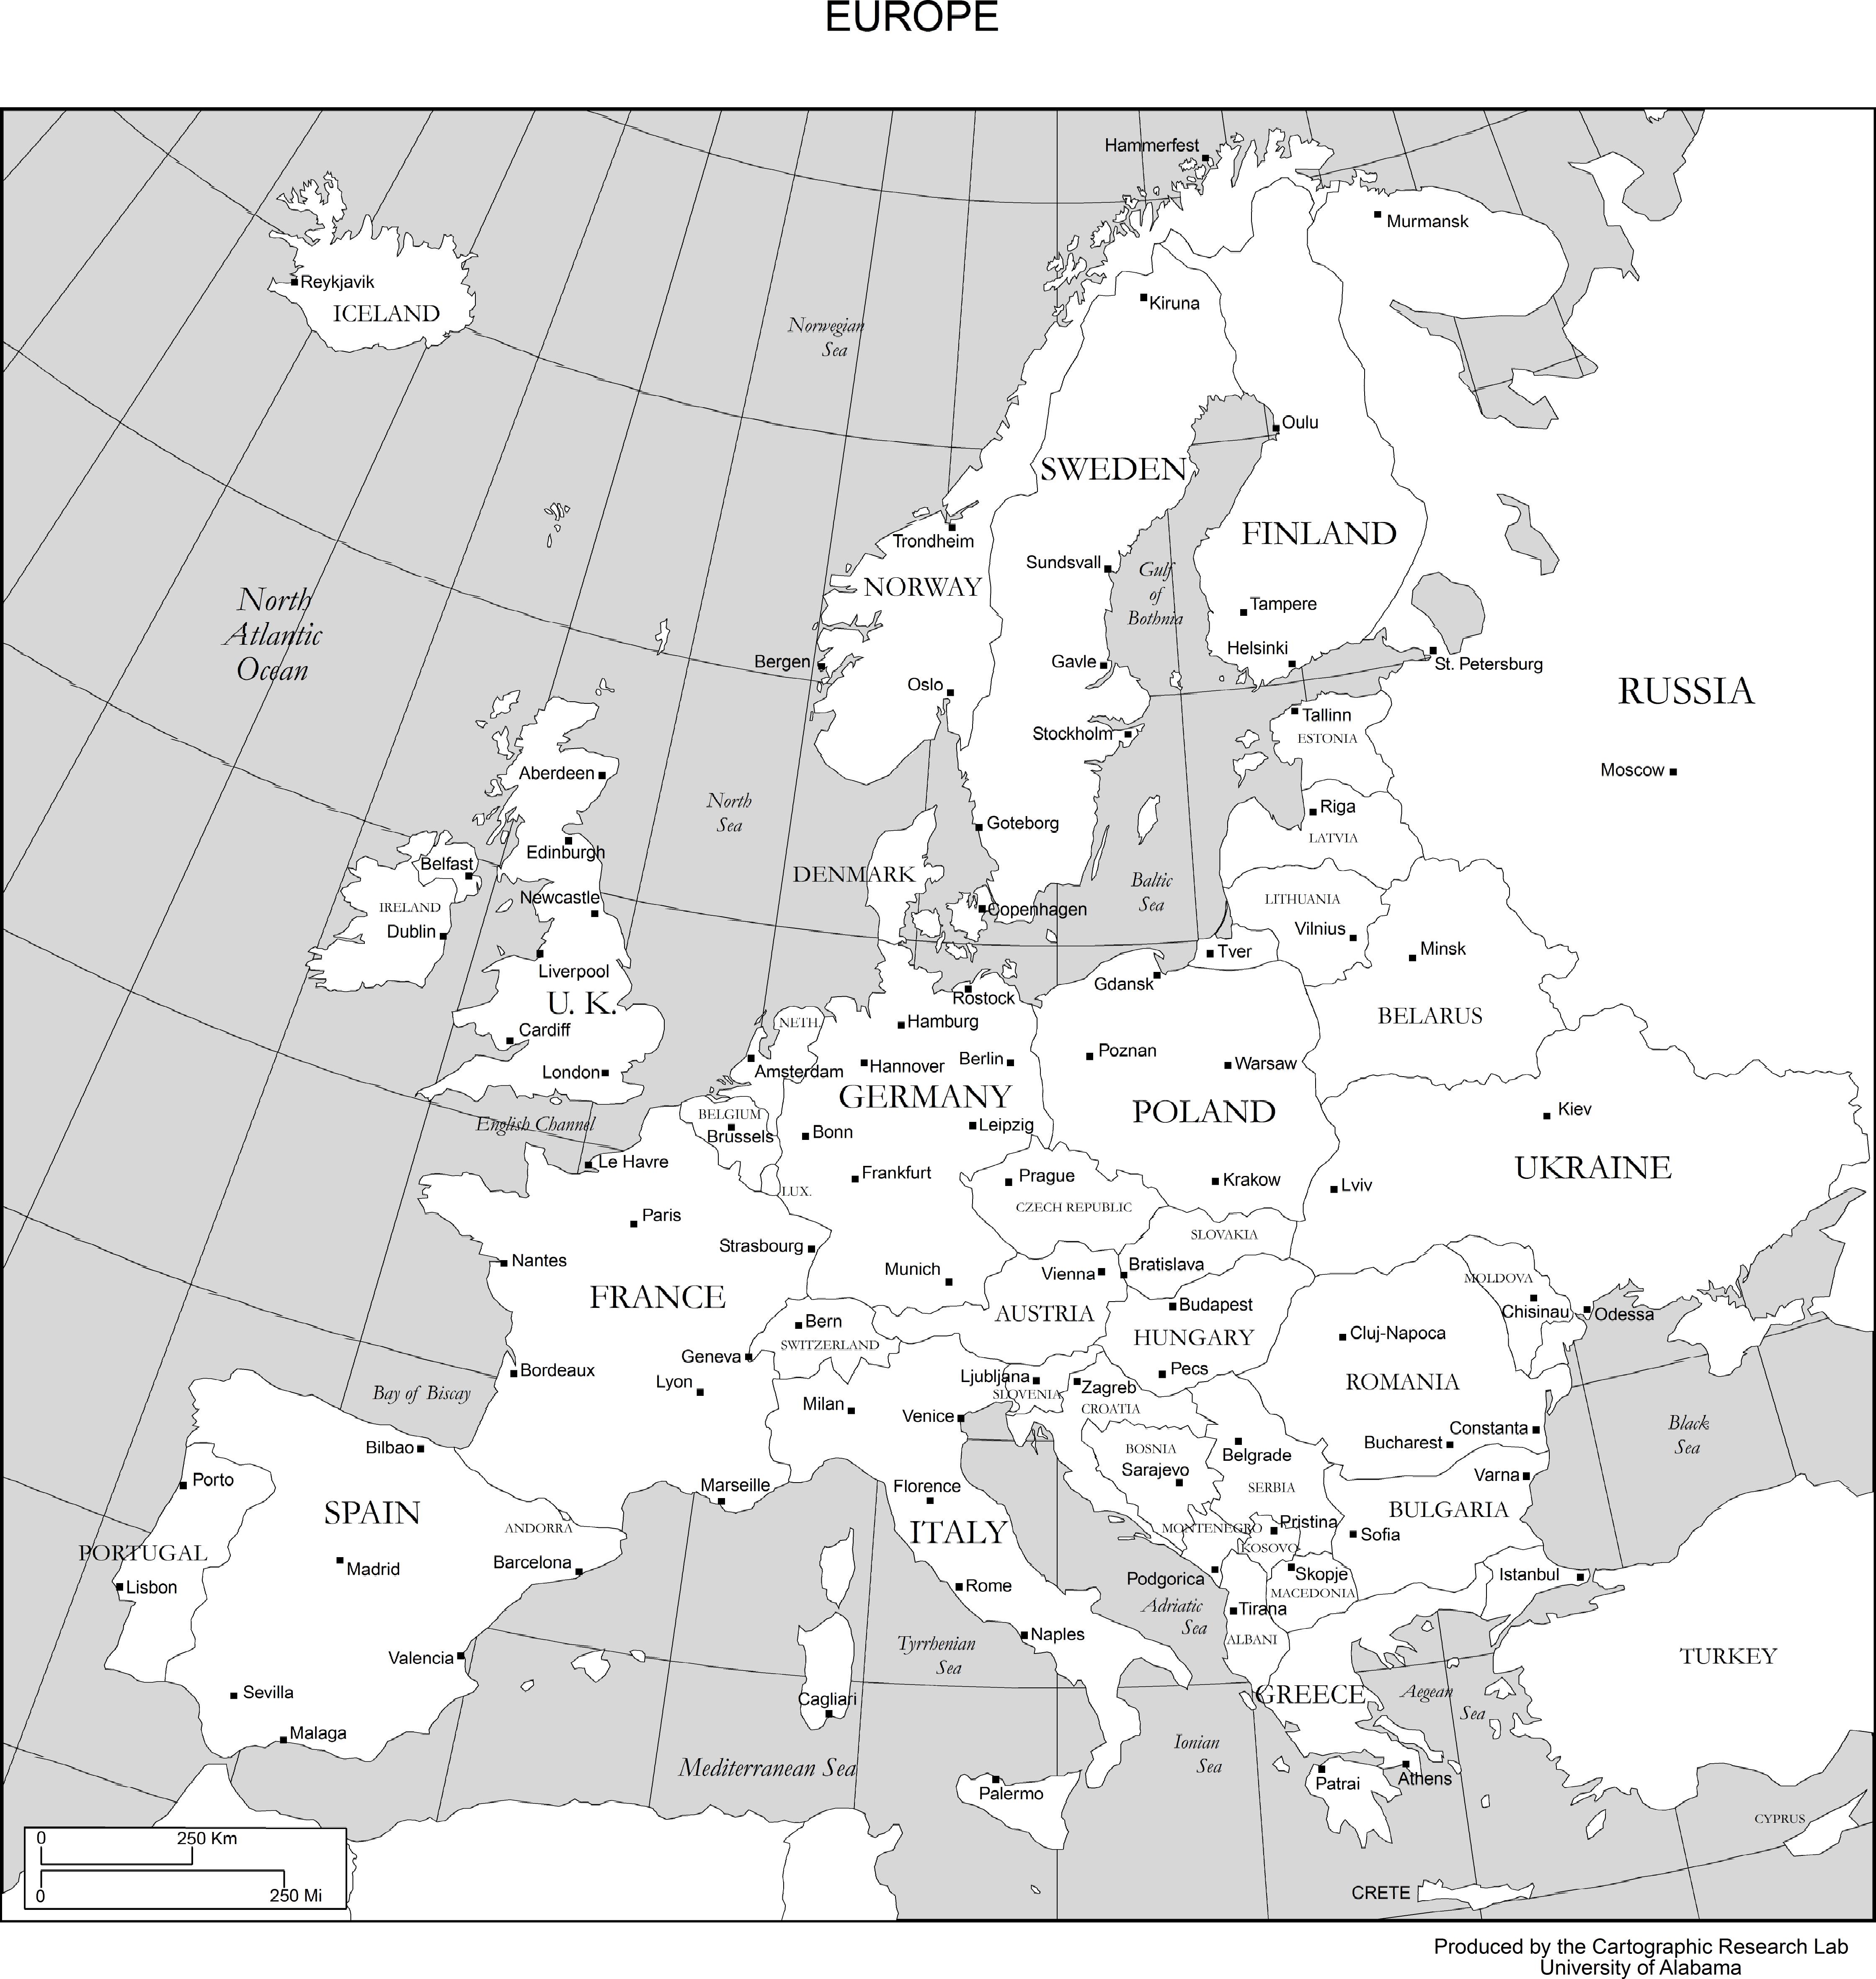 EUROPE
Hammerfest
Murmansk
Reykjavik
ICELAND
Kiruna
Norwegian
Sea
Oulu
SWEDEN
FINLAND
Trondheim
NORWAY
Sundsvall
Gulf
of
Bothnia
Tampere
North
Atlantic
Ocean
Bergen
Gavle
Helsinki
St. Petersburg
Oslo
RUSSIA
Tallinn
ESTONIA
Stockholm
Moscow
Aberdeen
North
Sea
Goteborg
Riga
LATVIA
Edinburgh
Belfast
DENMARK
Baltic
Sea
Newcastle
IRELAND
Dublin
Copenhagen
LITHUANIA
Vilnius
Minsk
Tver
Liverpool
Gdansk
U. K.
Rostock
BELARUS
NETH.
Hamburg
Cardiff
London
Amsterdam
Hannover
Berlin
Poznan
Warsaw
GERMANY
POLAND
Kiev
English Channel
BELGIUM
Brussels
Bonn
Leipzig
Le Havre
Frankfurt
Prague
Krakow
Lviv
UKRAINE
LUX.
CZECH REPUBLIC
Paris
SLOVAKIA
Strasbourg
Nantes
Munich
Vienna
Bratislava
MOLDOVA
Chisinau
Odessa
FRANCE
AUSTRIA
Budapest
HUNGARY
Bern
SWITZERLAND
Cluj-Napoca
Geneva
Bordeaux
Lyon
Ljubljana
SLOVENIA
Zagreb
CROATIA
Pecs
ROMANIA
Bay of Biscay
Milan
Venice
Constanta
Bucharest
Black
Sea
Bilbao
BOSNIA
Sarajevo
Belgrade
SERBIA
Varna
Porto
Marseille
Florence
BULGARIA
SPAIN
ANDORRA
ITALY
MONTENEGRO
Pristina
KOSOVO
Sofia
PORTUGAL
Madrid
Barcelona
Lisbon
Rome
Podgorica
Skopje
MACEDONIA
Istanbul
Adriatic
Sea
Tirana
ALBANI
Naples
Tyrrhenian
Sea
Valencia
TURKEY
Sevilla
Cagliari
GREECE
Aegean
Sea
Malaga
Ionian
Sea
Mediterranean Sea
Palermo
Patrai
Athens
CYPRUS
0
250 Km
0
250 Mi
CRETE
Produced by the Cartographic Research Lab
University of Alabama